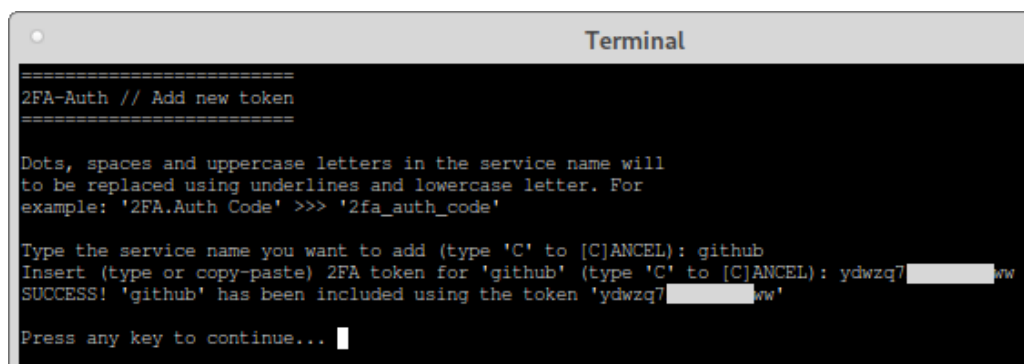 Terminal
=========================
2FA-Auth // Add new token
=========================
Dots, spaces and uppercase letters in the service name will
to be replaced using underlines and lowercase letter. For
example: '2FA.Auth Code' >>> '2fa_auth_code'
Type the service name you want to add (type 'C' to [C]ANCEL): github
Insert (type or copy-paste) 2FA token for 'github' (type 'C' to [C]ANCEL): ydwzq7 ww
SUCCESS! 'github' has been included using the token 'ydwzq7 ww'
Press any key to continue...